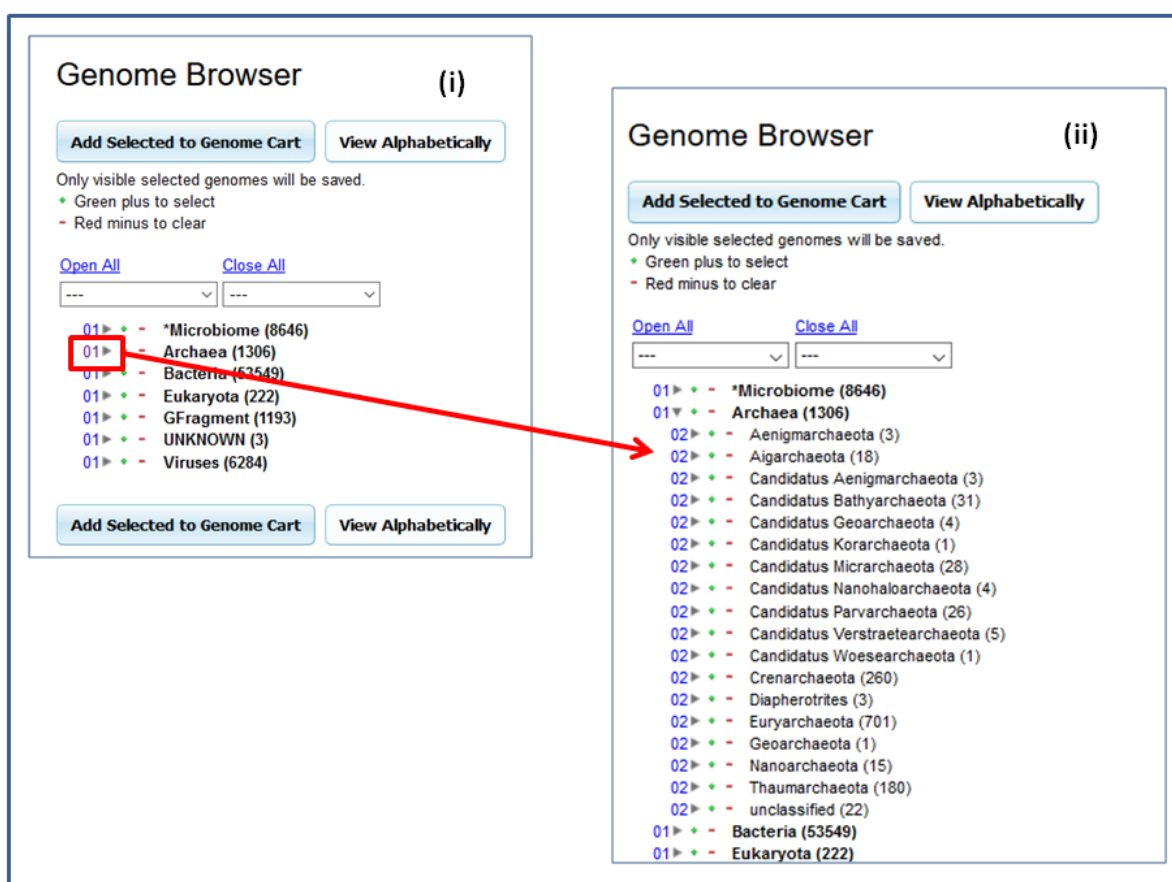 Genome Browser
(i)
Add Selected to Genome Cart View Alphabetically
Only visible selected genomes will be saved.
Green plus to select
- Red minus to clear
Open All Close All
--- ---
01 + - *Microbiome (8646)
01 + - Archaea (1306)
01 + - Bacteria (53549)
01 + - Eukaryota (222)
01 + - GFragment (1193)
01 + - UNKNOWN (3)
01 + - Viruses (6284)
Add Selected to Genome Cart View Alphabetically
Genome Browser
(ii)
Add Selected to Genome Cart View Alphabetically
Only visible selected genomes will be saved.
+ Green plus to select
- Red minus to clear
Open All Close All
--- ---
01 + - *Microbiome (8646)
01 + - Archaea (1306)
02 + - Aenigmarchaeota (3)
02 + - Aigarchaeota (18)
02 + - Candidatus Aenigmarchaeota (3)
02 + - Candidatus Bathyarchaeota (31)
02 + - Candidatus Geoarchaeota (4)
02 + - Candidatus Korarchaeota (1)
02 + - Candidatus Micrarchaeota (28)
02 + - Candidatus Nanohaloarchaeota (4)
02 + - Candidatus Parvarchaeota (26)
02 + - Candidatus Verstraetearchaeota (5)
02 + - Candidatus Woesearchaeota (1)
02 + - Crenarchaeota (260)
02 + - Diapherotrites (3)
02 + - Euryarchaeota (701)
02 + - Geoarchaeota (1)
02 + - Nanoarchaeota (15)
02 + - Thaumarchaeota (180)
02 + - unclassified (22)
01 + - Bacteria (53549)
01 + - Eukaryota (222)